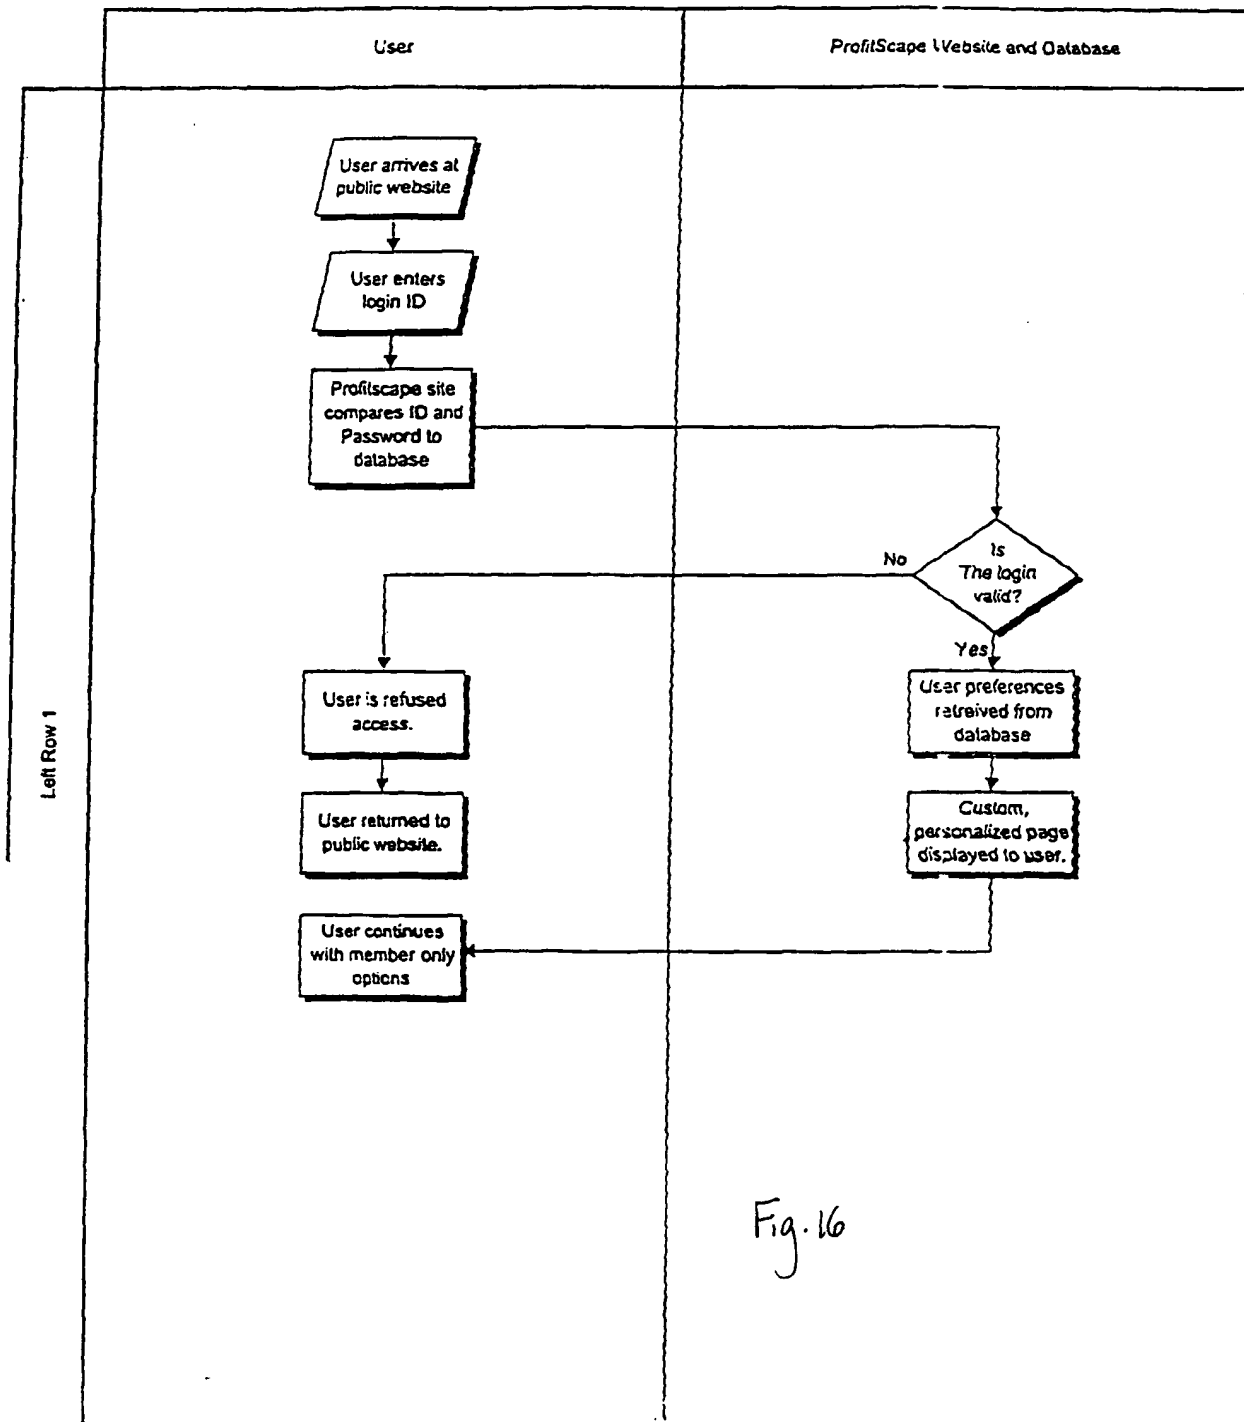 User
ProfitScape Website and Database
User arrives at
public website
User enters
login ID
Profitscape site
compares ID and
Password to
database
Is
The login
valid?
No
Yes
User is refused
access.
User preferences
retreived from
database
User returned to
public website.
Custom,
personalized page
displayed to user.
User continues
with member only
options
Left Row 1
Fig. 16